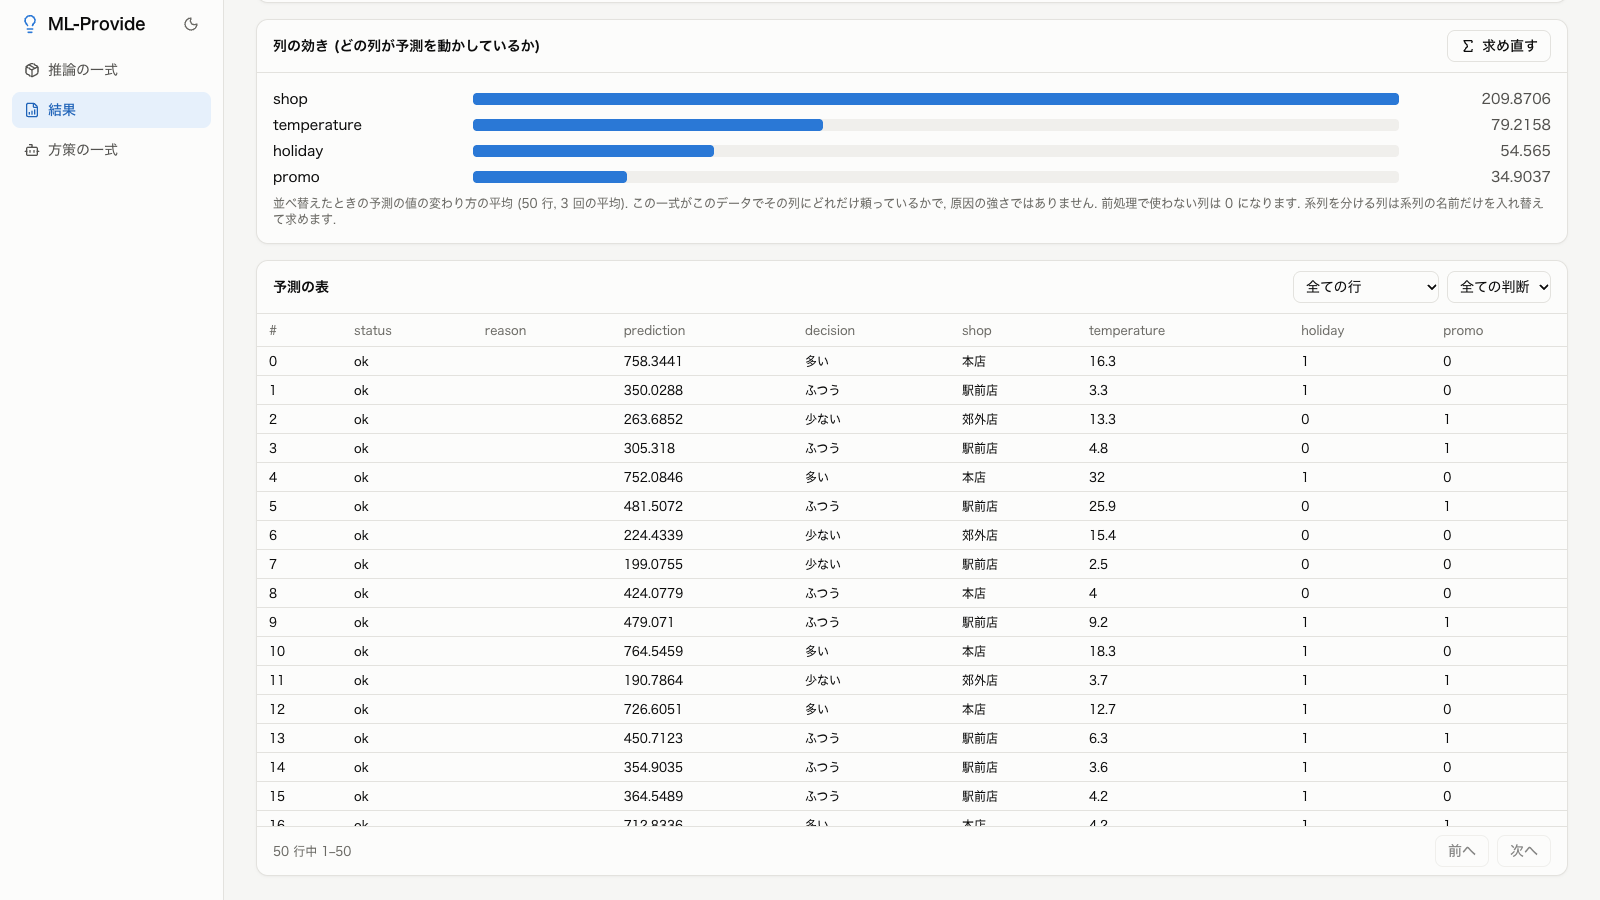 ML-Provide
推論の一式
結果
方策の一式
列の効き (どの列が予測を動かしているか)
求め直す
shop 209.8706
temperature 79.2158
holiday 54.565
promo 34.9037
並べ替えたときの予測の値の変わり方の平均 (50 行, 3 回の平均). この一式がこのデータでその列にどれだけ頼っているかで, 原因の強さではありません. 前処理で使わない列は 0 になります. 系列を分ける列は系列の名前だけを入れ替え
て求めます.
予測の表
全ての行 全ての判断
# status reason prediction decision shop temperature holiday promo
0 ok 758.3441 多い 本店 16.3 1 0
1 ok 350.0288 ふつう 駅前店 3.3 1 0
2 ok 263.6852 少ない 郊外店 13.3 0 1
3 ok 305.318 ふつう 駅前店 4.8 0 1
4 ok 752.0846 多い 本店 32 1 0
5 ok 481.5072 ふつう 駅前店 25.9 0 1
6 ok 224.4339 少ない 郊外店 15.4 0 0
7 ok 199.0755 少ない 駅前店 2.5 0 0
8 ok 424.0779 ふつう 本店 4 0 0
9 ok 479.071 ふつう 駅前店 9.2 1 1
10 ok 764.5459 多い 本店 18.3 1 0
11 ok 190.7864 少ない 郊外店 3.7 1 1
12 ok 726.6051 多い 本店 12.7 1 0
13 ok 450.7123 ふつう 駅前店 6.3 1 1
14 ok 354.9035 ふつう 駅前店 3.6 1 0
15 ok 364.5489 ふつう 駅前店 4.2 1 0
16 ok 712.8336 多い 本店 4.2 1 1
50 行中 1–50
前へ 次へ